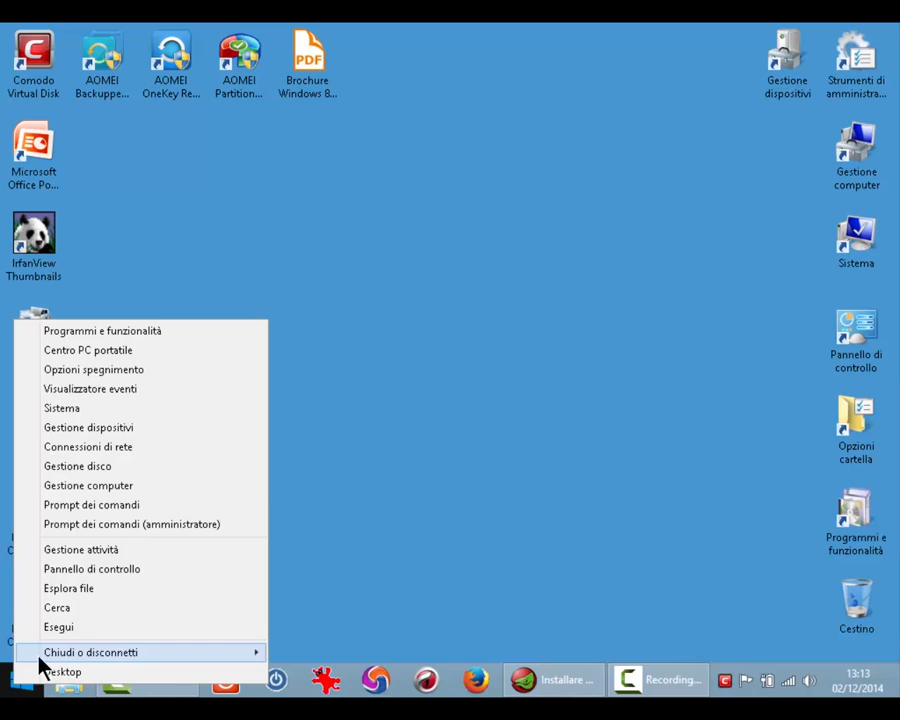 Comodo
Virtual Disk
AOMEI
Backuppe...
AOMEI
OneKey Re...
AOMEI
Partition...
PDF
Brochure
Windows 8...
Gestione
dispositivi
Strumenti di
amministra...
Microsoft
Office Po...
Gestione
computer
IrfanView
Thumbnails
Sistema
Pannello di
controllo
Opzioni
cartella
Programmi e
funzionalità
Cestino
Programmi e funzionalità
Centro PC portatile
Opzioni spegnimento
Visualizzatore eventi
Sistema
Gestione dispositivi
Connessioni di rete
Gestione disco
Gestione computer
Prompt dei comandi
Prompt dei comandi (amministratore)
Gestione attività
Pannello di controllo
Esplora file
Cerca
Esegui
Chiudi o disconnetti
Desktop
Installare ...
Recording...
13:13
02/12/2014